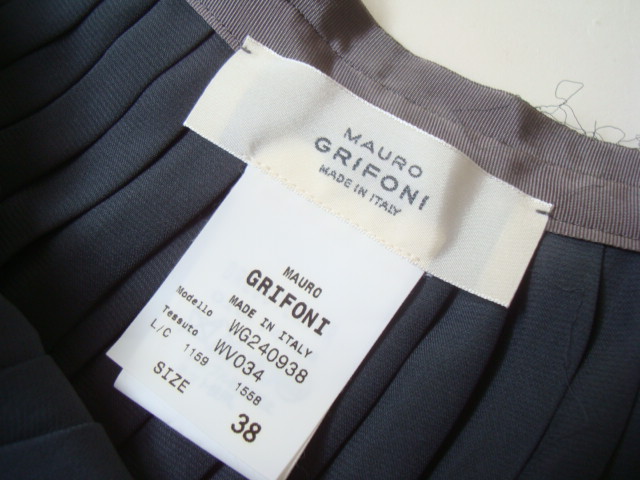 MAURO
GRIFONI
MADE IN ITALY
MAURO
GRIFONI
MADE IN ITALY
Modello WG240938
Tessuto WV034
L/C 1159 1558
SIZE 38